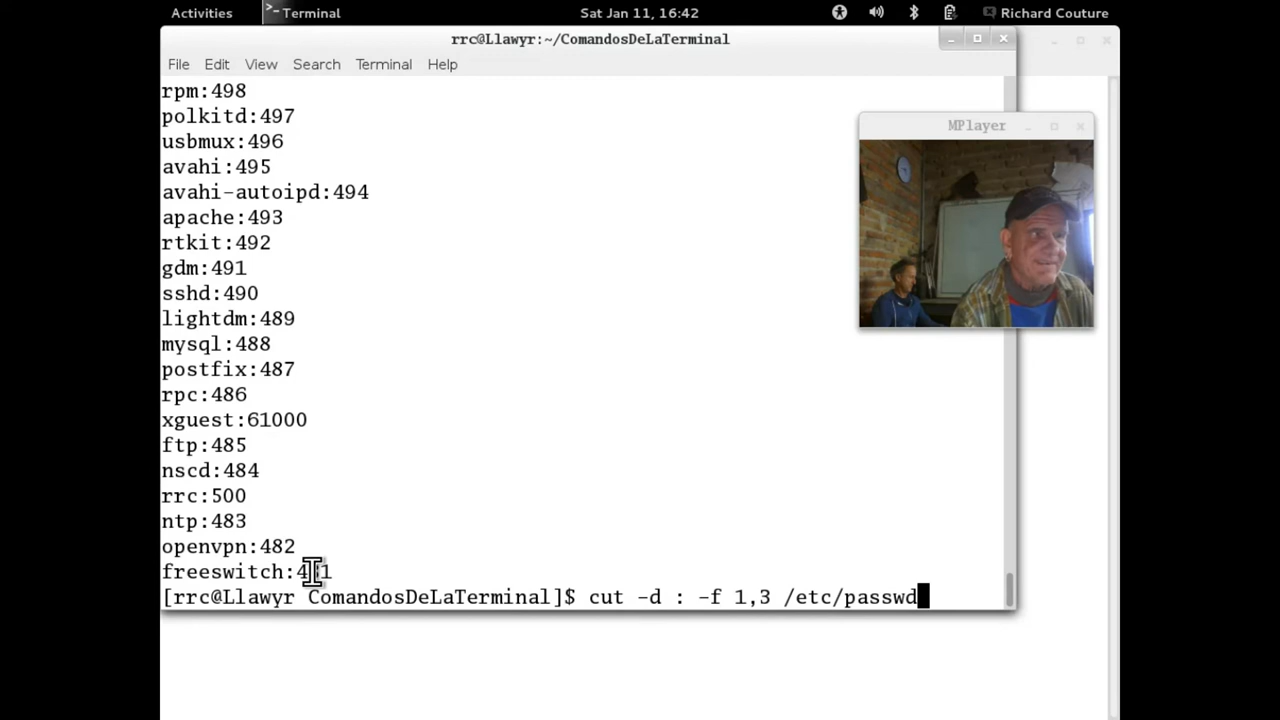 Activities Terminal Sat Jan 11, 16:42 Richard Couture
rrc@Llawyr:~/ComandosDeLaTerminal
File Edit View Search Terminal Help
rpm:498
polkitd:497
usbmux:496
avahi:495
avahi-autoipd:494
apache:493
rtkit:492
gdm:491
sshd:490
lightdm:489
mysql:488
postfix:487
rpc:486
xguest:61000
ftp:485
nscd:484
rrc:500
ntp:483
openvpn:482
freeswitch:
[rrc@Llawyr ComandosDeLaTerminal]$ cut -d : -f 1,3 /etc/passwd
MPlayer